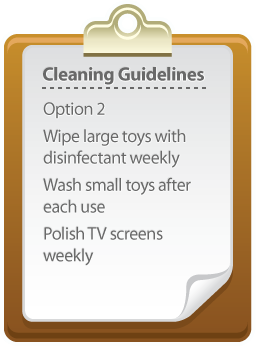 Cleaning Guidelines
Option 2
Wipe large toys with
disinfectant weekly
Wash small toys after
each use
Polish TV screens
weekly